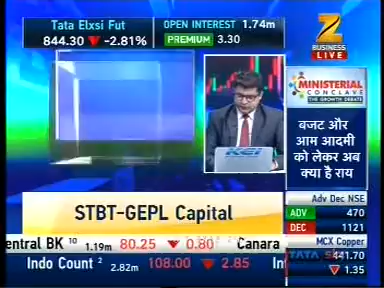 Tata Elxsi Fut
844.30 -2.81%
OPEN INTEREST 1.74m
PREMIUM 3.30
Z
BUSINESS
LIVE
MINISTERIAL
CONCLAVE
THE GROWTH DEBATE
बजट और
आम आदमी
को लेकर अब
क्या है राय
STBT-GEPL Capital
Adv Dec NSE
ADV 470
DEC 1121
entral BK 10 1.19m 80.25 0.80 Canara
MCX Copper
441.70
1.35
Indo Count 2 2.82m 108.00 2.85
TATA